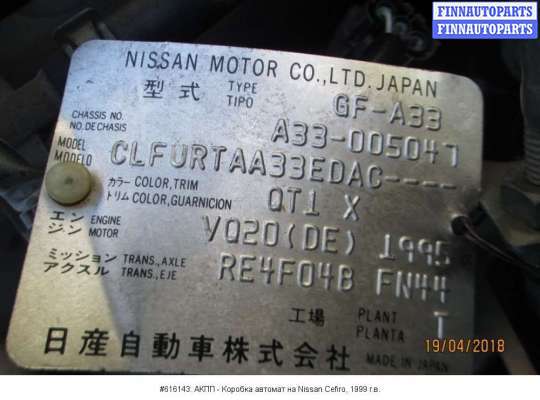 FINNAUTOPARTS
FINNAUTOPARTS
FINNAUTOPARTS
NISSAN MOTOR CO.,LTD.JAPAN
型式 TYPE TIPO GF-A33
CHASSIS NO. NO.DE CHASIS A33-005047
MODEL MODELO CLFURTAA33EDAC----
カラー COLOR,TRIM
トリム COLOR,GUARNICION QT1 X
エンジン ENGINE MOTOR VQ20(DE) 1995
ミッション TRANS.,AXLE
アクスル TRANS.,EJE RE4F04B FN44
工場 PLANT PLANTA T
日産自動車株式会社 MADE IN JAPAN
19/04/2018
#616143: АКПП - Коробка автомат на Nissan Cefiro, 1999 г.в.